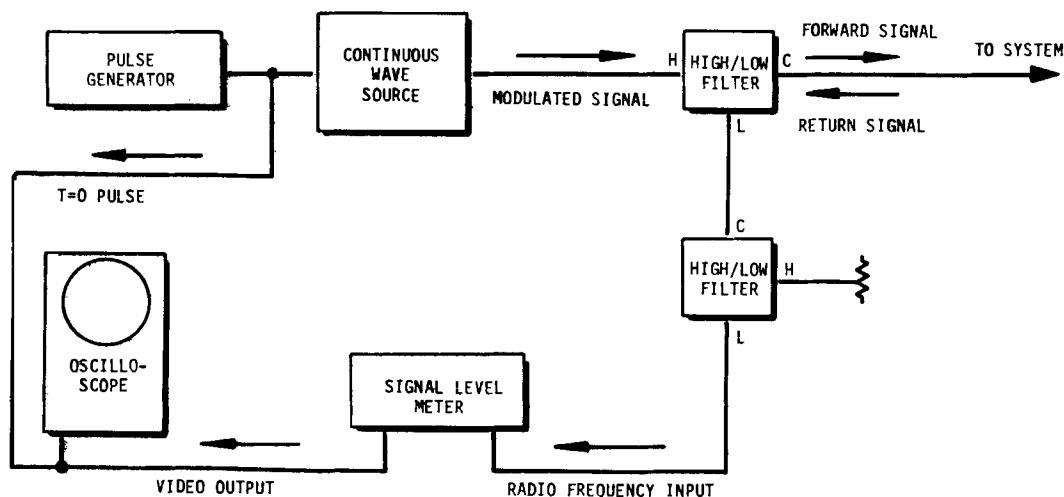 PULSE
GENERATOR
CONTINUOUS
WAVE
SOURCE
MODULATED SIGNAL
H
HIGH/LOW
FILTER
C
L
FORWARD SIGNAL
TO SYSTEM
RETURN SIGNAL
T=0 PULSE
C
HIGH/LOW
FILTER
H
L
OSCILLO-
SCOPE
SIGNAL LEVEL
METER
VIDEO OUTPUT
RADIO FREQUENCY INPUT